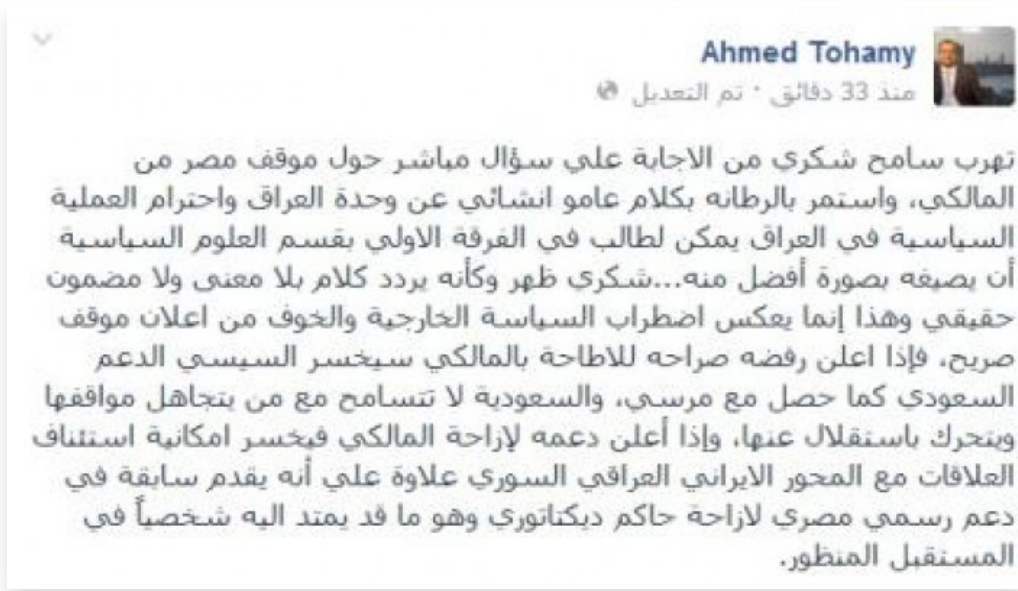 Ahmed Tohamy
منذ 33 دقائق · تم التعديل
تهرب سامح شكري من الاجابة علي سؤال مباشر حول موقف مصر من
المالكي، واستمر بالرطانه بكلام عامو انشائي عن وحدة العراق واحترام العملية
السياسية في العراق يمكن لطالب في الفرقة الاولي بقسم العلوم السياسية
أن يصيغه بصورة أفضل منه...شكري ظهر وكأنه يردد كلام بلا معنى ولا مضمون
حقيقي وهذا إنما يعكس اضطراب السياسة الخارجية والخوف من اعلان موقف
صريح، فإذا اعلن رفضه صراحه للاطاحة بالمالكي سيخسر السيسي الدعم
السعودي كما حصل مع مرسي، والسعودية لا تتسامح مع من يتجاهل مواقفها
ويتحرك باستقلال عنها، وإذا أعلن دعمه لإزاحة المالكي فيخسر امكانية استئناف
العلاقات مع المحور الايراني العراقي السوري علاوة علي أنه يقدم سابقة في
دعم رسمي مصري لازاحة حاكم ديكتاتوري وهو ما قد يمتد اليه شخصياً في
المستقبل المنظور.